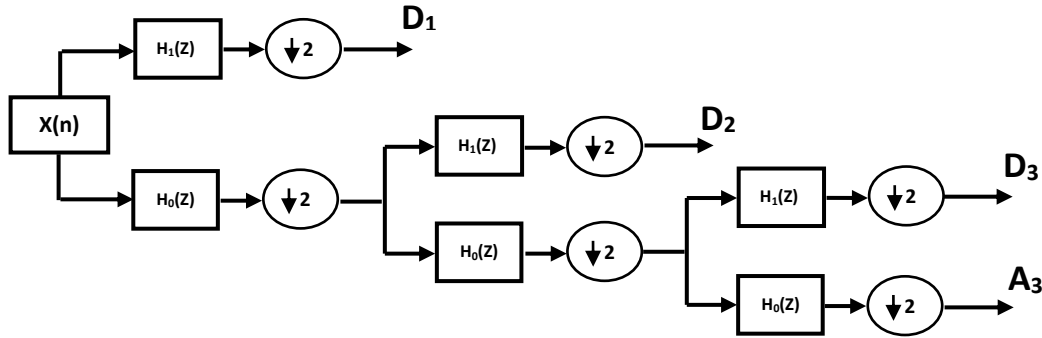 D₁
H₁(Z)
↓2
X(n)
D₂
H₁(Z)
↓2
D₃
H₀(Z)
↓2
H₁(Z)
↓2
H₀(Z)
↓2
A₃
H₀(Z)
↓2